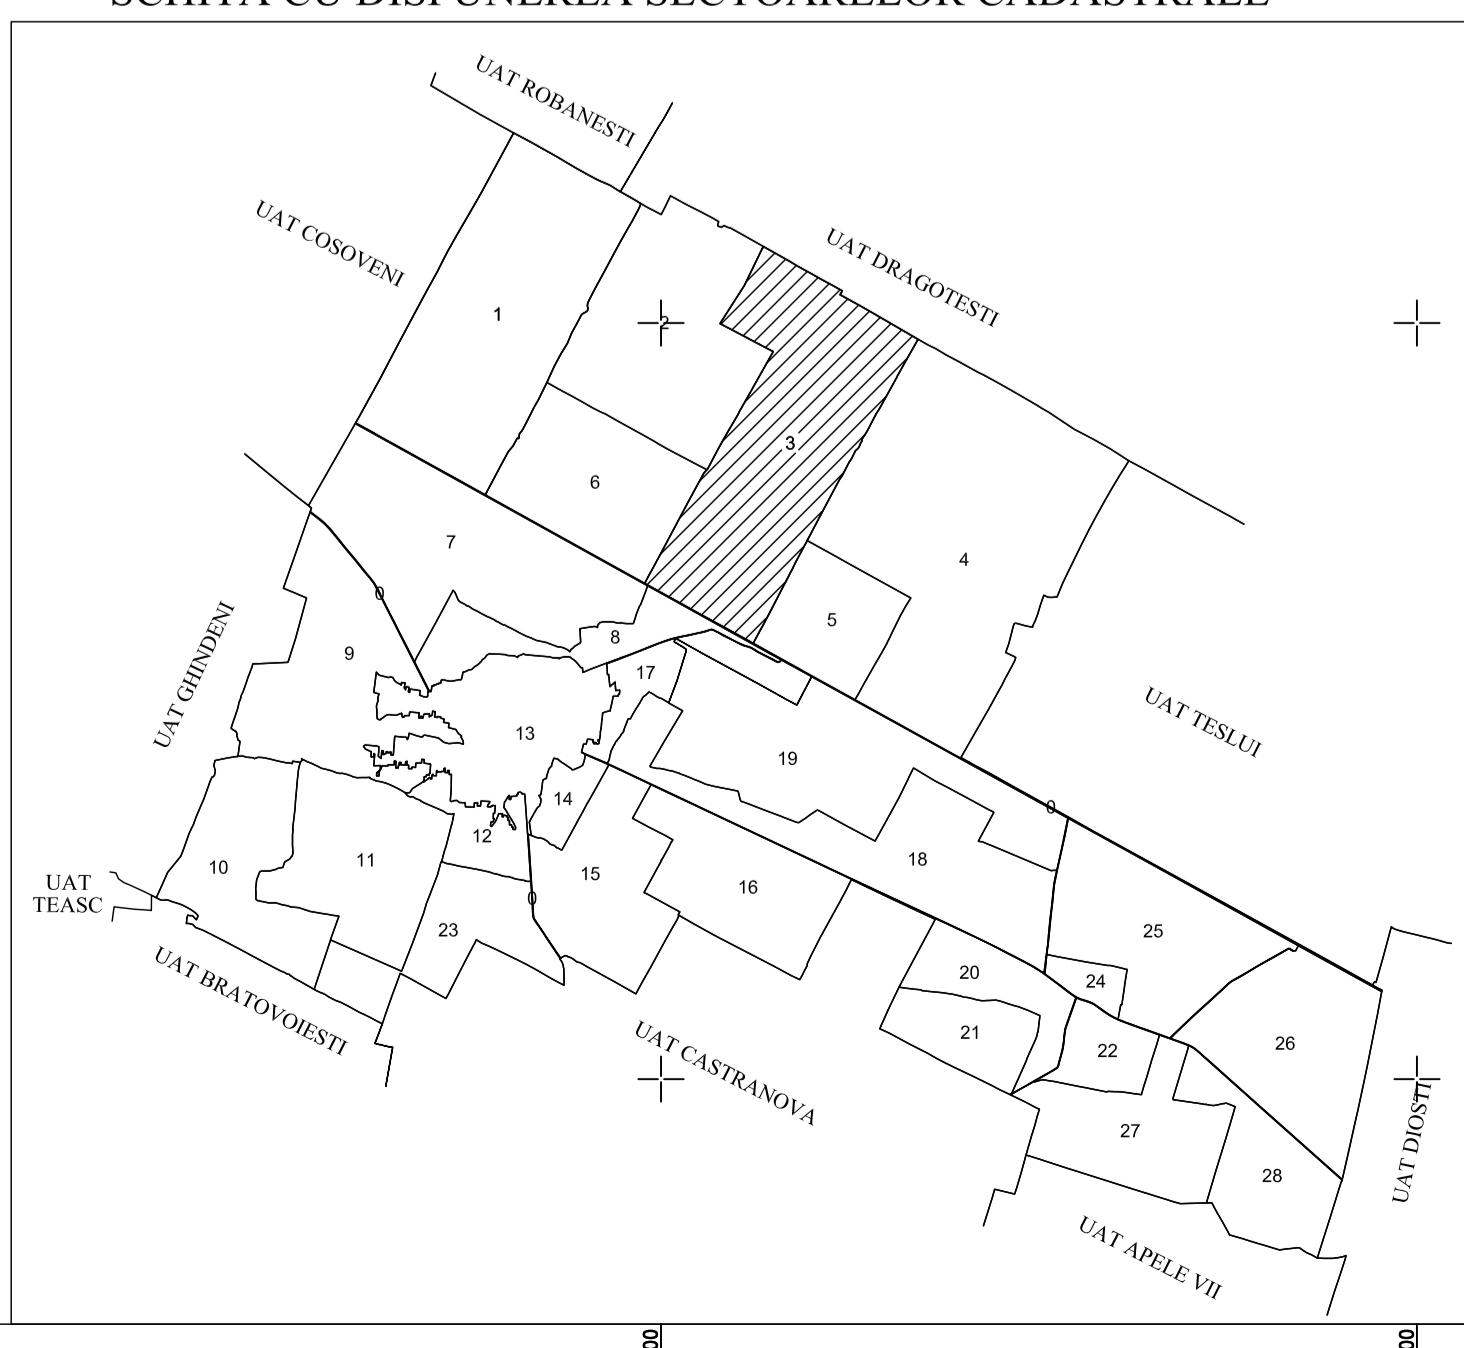 SCHITA CU DISPUNEREA SECTOARELOR CADASTRALE
UAT ROBANESTI
UAT COSOVENI
UAT DRAGOTESTI
1
2
3
6
4
7
0
5
8
9
17
UAT GHINDENI
UAT TESLUI
13
19
14
0
12
18
11
10
15
16
UAT
TEASC
0
23
25
20
24
UAT BRATOVOIESTI
21
22
26
UAT CASTRANOVA
27
UAT DIOSTI
28
UAT APELE VII
00
00